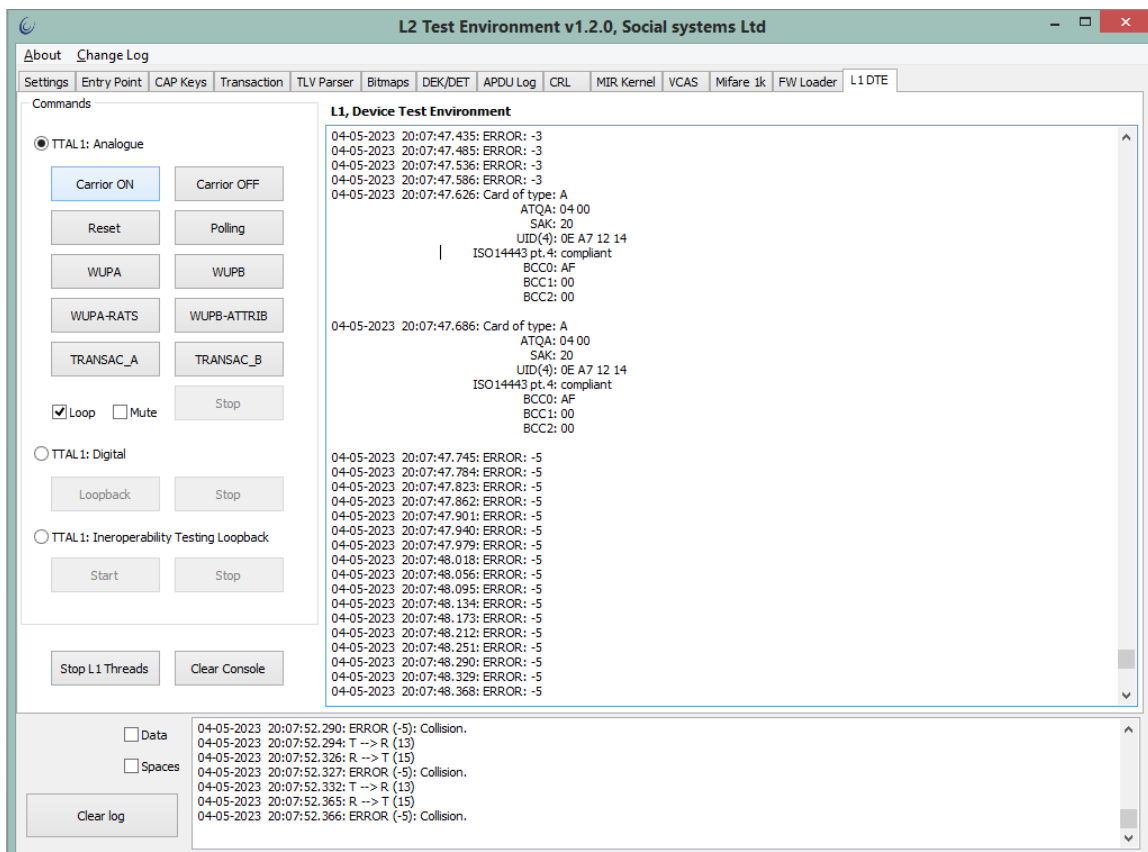 L2 Test Environment v1.2.0, Social systems Ltd
About Change Log
Settings Entry Point CAP Keys Transaction TLV Parser Bitmaps DEK/DET APDU Log CRL MIR Kernel VCAS Mifare 1k FW Loader L1 DTE
Commands
TTAL1: Analogue
Carrior ON Carrior OFF
Reset Polling
WUPA WUPB
WUPA-RATS WUPB-ATTRIB
TRANSAC_A TRANSAC_B
Loop Mute Stop
TTAL1: Digital
Loopback Stop
TTAL1: Ineroperability Testing Loopback
Start Stop
Stop L1 Threads Clear Console
L1, Device Test Environment
04-05-2023 20:07:47.435: ERROR: -3
04-05-2023 20:07:47.485: ERROR: -3
04-05-2023 20:07:47.536: ERROR: -3
04-05-2023 20:07:47.586: ERROR: -3
04-05-2023 20:07:47.626: Card of type: A
ATQA: 04 00
SAK: 20
UID(4): 0E A7 12 14
ISO14443 pt.4: compliant
BCC0: AF
BCC1: 00
BCC2: 00
04-05-2023 20:07:47.686: Card of type: A
ATQA: 04 00
SAK: 20
UID(4): 0E A7 12 14
ISO14443 pt.4: compliant
BCC0: AF
BCC1: 00
BCC2: 00
04-05-2023 20:07:47.745: ERROR: -5
04-05-2023 20:07:47.784: ERROR: -5
04-05-2023 20:07:47.823: ERROR: -5
04-05-2023 20:07:47.862: ERROR: -5
04-05-2023 20:07:47.901: ERROR: -5
04-05-2023 20:07:47.940: ERROR: -5
04-05-2023 20:07:47.979: ERROR: -5
04-05-2023 20:07:48.018: ERROR: -5
04-05-2023 20:07:48.056: ERROR: -5
04-05-2023 20:07:48.095: ERROR: -5
04-05-2023 20:07:48.134: ERROR: -5
04-05-2023 20:07:48.173: ERROR: -5
04-05-2023 20:07:48.212: ERROR: -5
04-05-2023 20:07:48.251: ERROR: -5
04-05-2023 20:07:48.290: ERROR: -5
04-05-2023 20:07:48.329: ERROR: -5
04-05-2023 20:07:48.368: ERROR: -5
Data
Spaces
Clear log
04-05-2023 20:07:52.290: ERROR (-5): Collision.
04-05-2023 20:07:52.294: T --> R (13)
04-05-2023 20:07:52.326: R --> T (15)
04-05-2023 20:07:52.327: ERROR (-5): Collision.
04-05-2023 20:07:52.332: T --> R (13)
04-05-2023 20:07:52.365: R --> T (15)
04-05-2023 20:07:52.366: ERROR (-5): Collision.